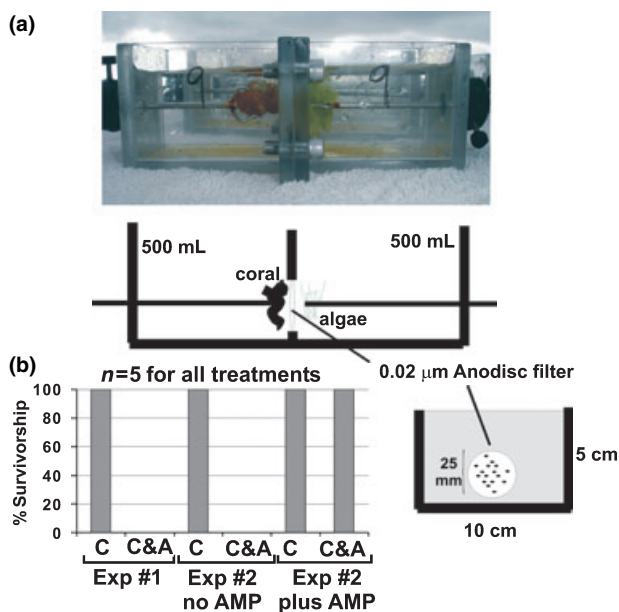 (a)
500 mL
500 mL
coral
algae
0.02 µm Anodisc filter
25 mm
5 cm
10 cm
(b)
n=5 for all treatments
% Survivorship
100
80
60
40
20
0
C C&A C C&A C C&A
Exp #1 Exp #2 no AMP Exp #2 plus AMP